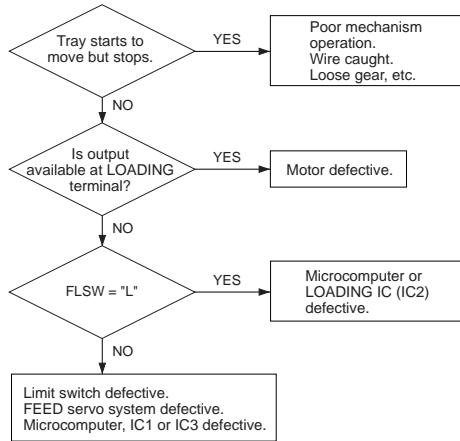 Tray starts to
move but stops.
YES
Poor mechanism
operation.
Wire caught.
Loose gear, etc.
NO
Is output
available at LOADING
terminal?
YES
Motor defective.
NO
FLSW = "L"
YES
Microcomputer or
LOADING IC (IC2)
defective.
NO
Limit switch defective.
FEED servo system defective.
Microcomputer, IC1 or IC3 defective.